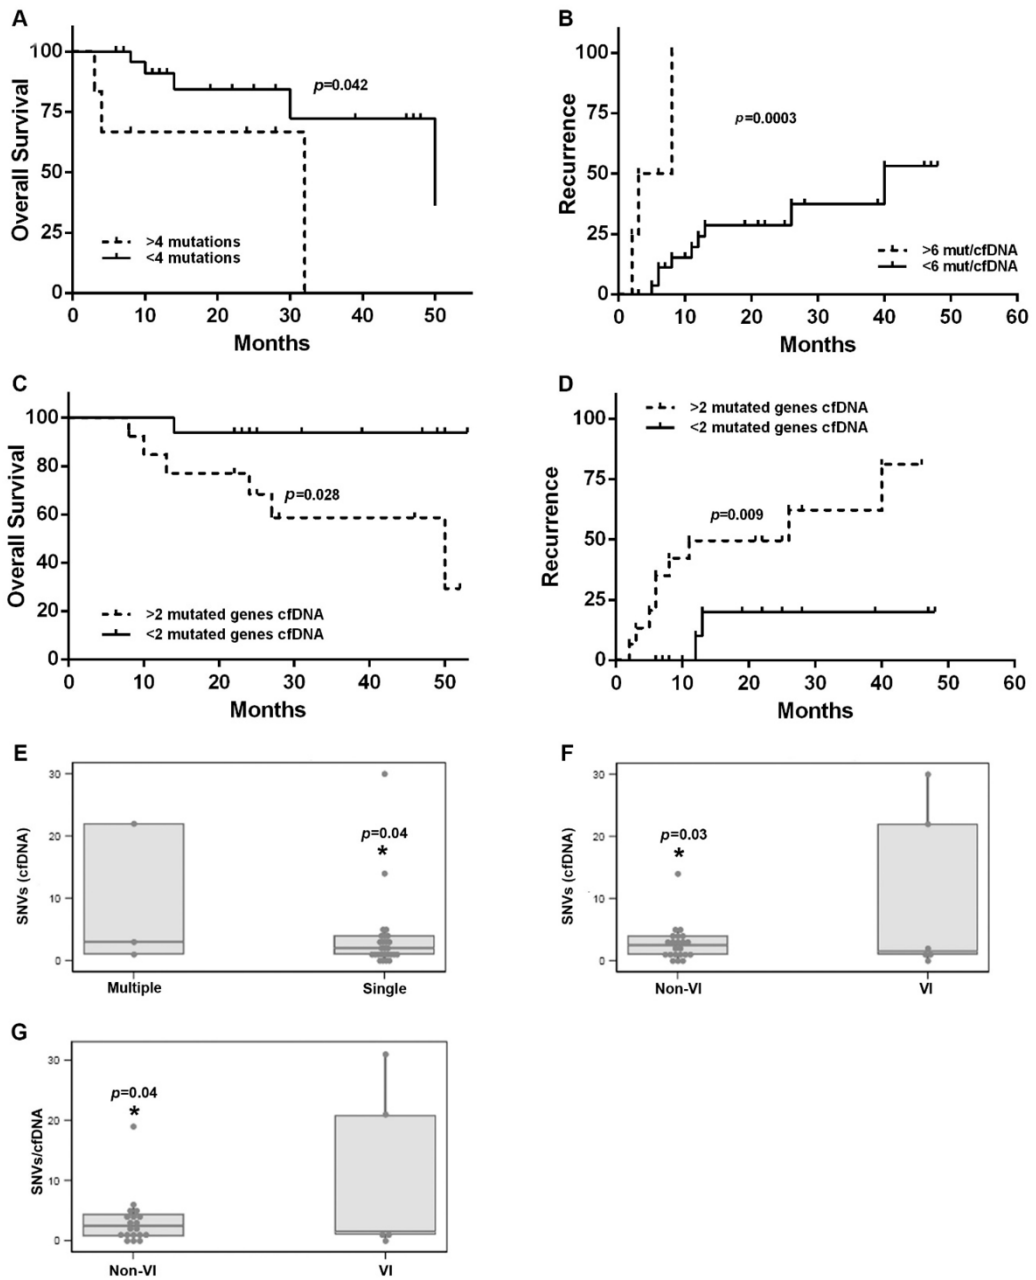 A
Overall Survival
100
75
50
25
0
p=0.042
>4 mutations
<4 mutations
0 10 20 30 40 50
Months
B
Recurrence
100
75
50
25
0
p=0.0003
>6 mut/cfDNA
<6 mut/cfDNA
0 10 20 30 40 50 60
Months
C
Overall Survival
100
80
60
40
20
0
p=0.028
>2 mutated genes cfDNA
<2 mutated genes cfDNA
0 10 20 30 40 50
Months
D
Recurrence
>2 mutated genes cfDNA
<2 mutated genes cfDNA
100
75
50
25
0
p=0.009
0 10 20 30 40 50 60
Months
E
SNVs (cfDNA)
30
20
10
0
p=0.04
*
Multiple Single
F
SNVs (cfDNA)
30
20
10
0
p=0.03
*
Non-VI VI
G
SNVs/cfDNA
30
20
10
0
p=0.04
*
Non-VI VI